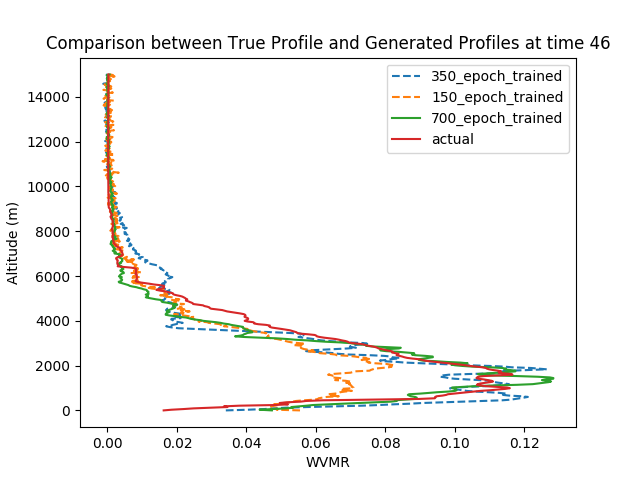 Comparison between True Profile and Generated Profiles at time 46
350_epoch_trained
150_epoch_trained
700_epoch_trained
actual
14000
12000
10000
8000
6000
4000
2000
0
Altitude (m)
0.00 0.02 0.04 0.06 0.08 0.10 0.12
WVMR